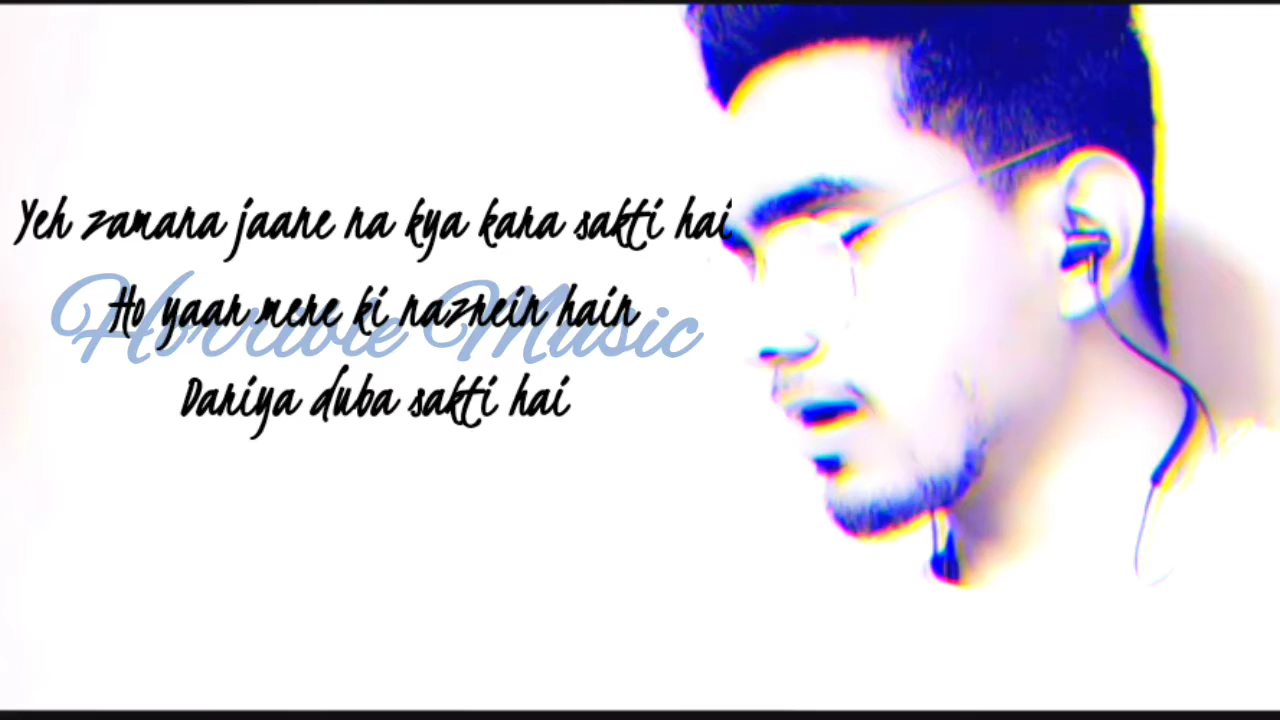 Yeh zamana jaane na kya kara sakti hai
Ho yaar mere ki nazrein hain
Horrible Music
Dariya duba sakti hai